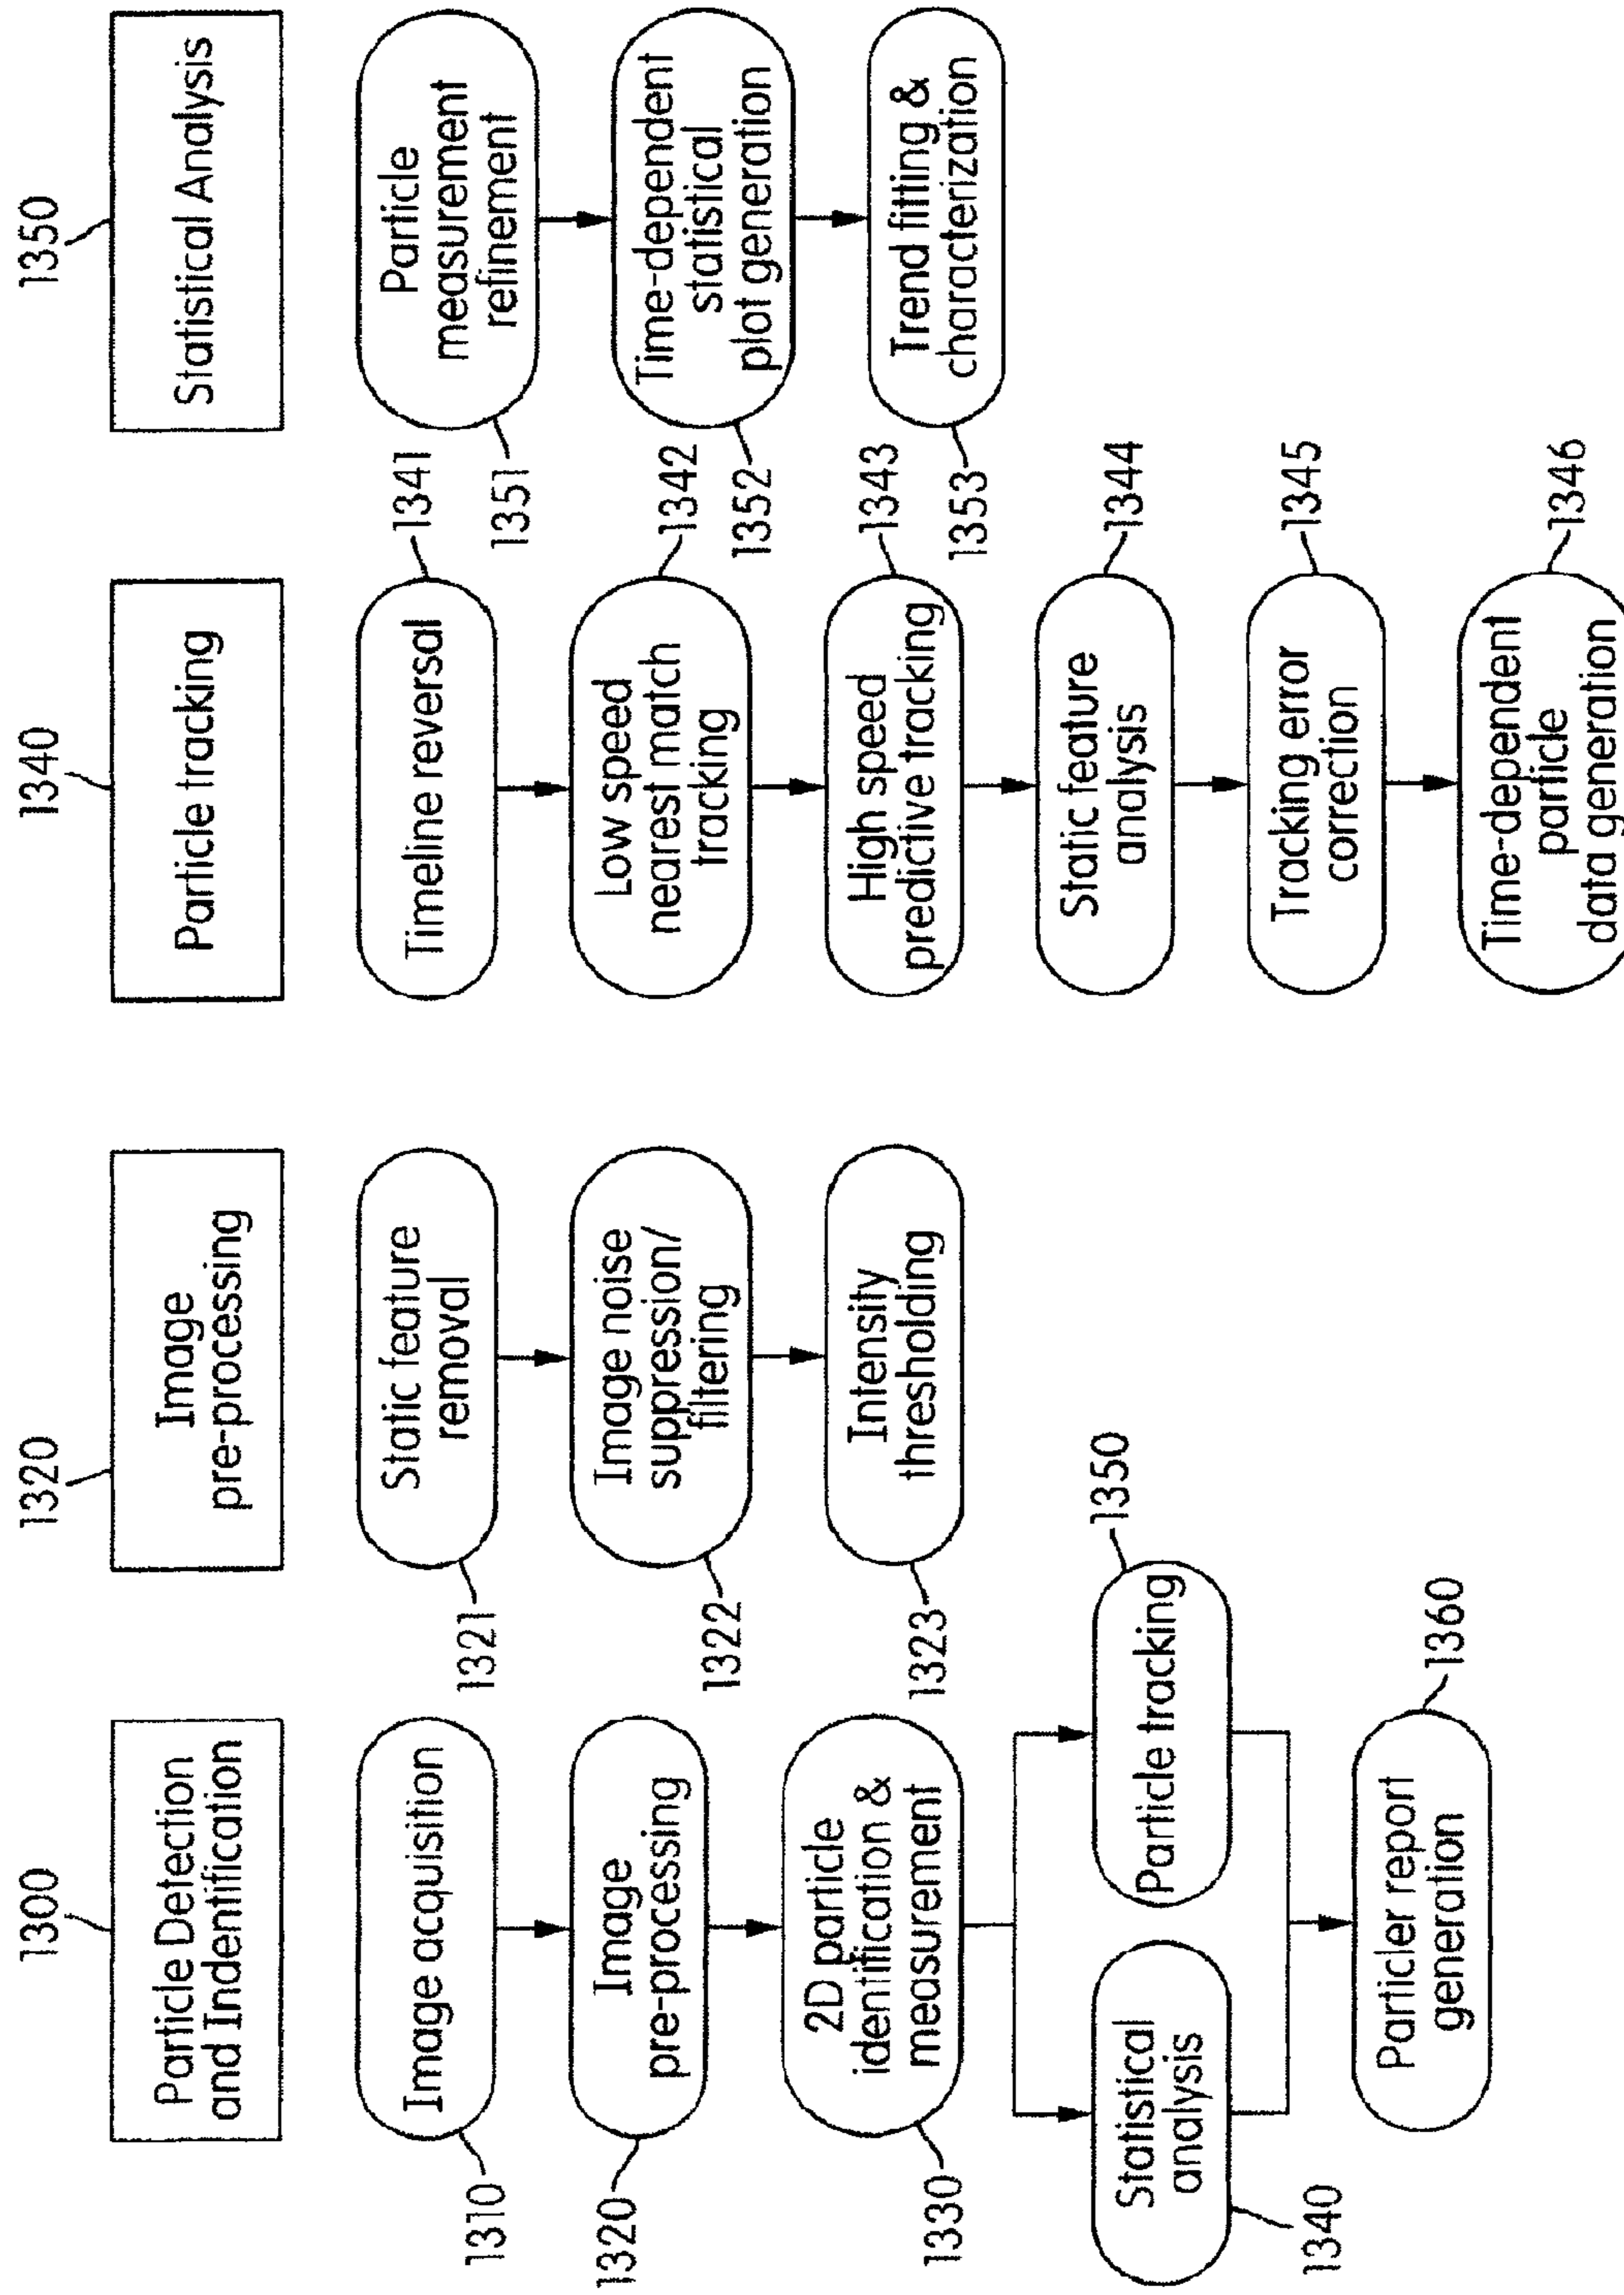 1300
Particle Detection
and Indentification
Image acquisition
1310
Image
pre-processing
1320
2D particle
identification &
measurement
1330
Statistical
analysis
1340
Particle tracking
1350
Particler report
generation
1360
1320
Image
pre-processing
Static feature
removal
1321
Image noise
suppression/
filtering
1322
Intensity
thresholding
1323
1340
Particle tracking
Timeline reversal
1341
Low speed
nearest match
tracking
1342
High speed
predictive tracking
1343
Static feature
analysis
1344
Tracking error
correction
1345
Time-dependent
particle
data generation
1346
1350
Statistical Analysis
Particle
measurement
refinement
1351
Time-dependent
statistical
plot generation
1352
Trend fitting &
characterization
1353